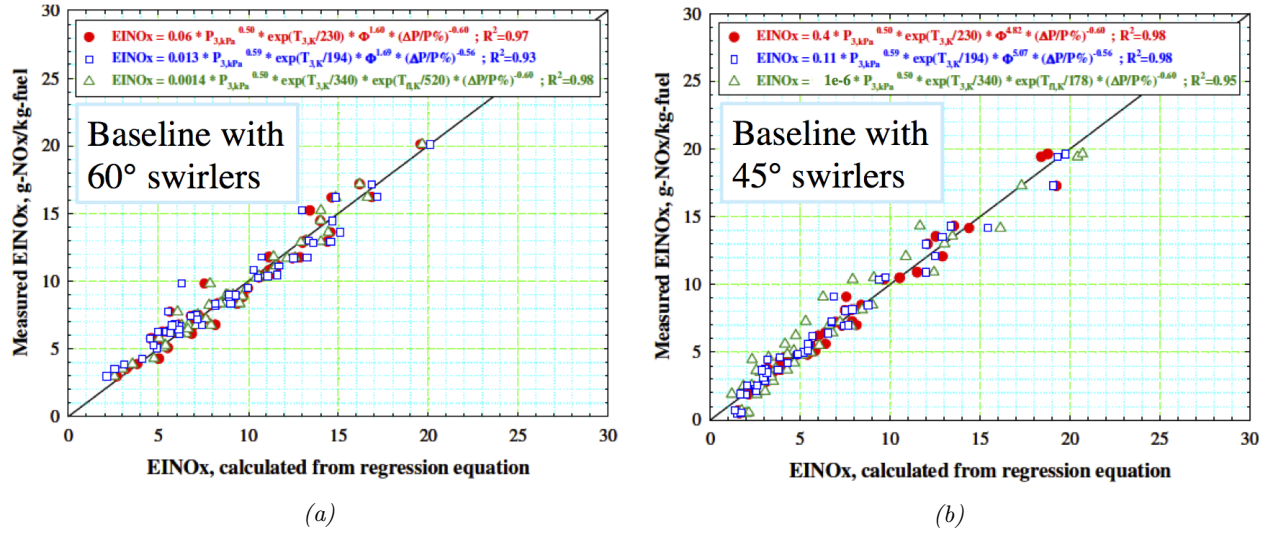 EINOx = 0.06 * P3,kPa^0.50 * exp(T3,K/230) * Φ^1.60 * (ΔP/P%)^-0.60 ; R²=0.97
EINOx = 0.013 * P3,kPa^0.59 * exp(T3,K/194) * Φ^1.69 * (ΔP/P%)^-0.56 ; R²=0.93
EINOx = 0.0014 * P3,kPa^0.50 * exp(T3,K/340) * exp(Tfl,K/520) * (ΔP/P%)^-0.60 ; R²=0.98
Baseline with
60° swirlers
Measured EINOx, g-NOx/kg-fuel
30
25
20
15
10
5
0
0 5 10 15 20 25 30
EINOx, calculated from regression equation
(a)
EINOx = 0.4 * P3,kPa^0.50 * exp(T3,K/230) * Φ^4.82 * (ΔP/P%)^-0.60 ; R²=0.98
EINOx = 0.11 * P3,kPa^0.59 * exp(T3,K/194) * Φ^5.07 * (ΔP/P%)^-0.56 ; R²=0.98
EINOx = 1e-6 * P3,kPa^0.50 * exp(T3,K/340) * exp(Tfl,K/178) * (ΔP/P%)^-0.60 ; R²=0.95
Baseline with
45° swirlers
Measured EINOx, g-NOx/kg-fuel
30
25
20
15
10
5
0
0 5 10 15 20 25 30
EINOx, calculated from regression equation
(b)